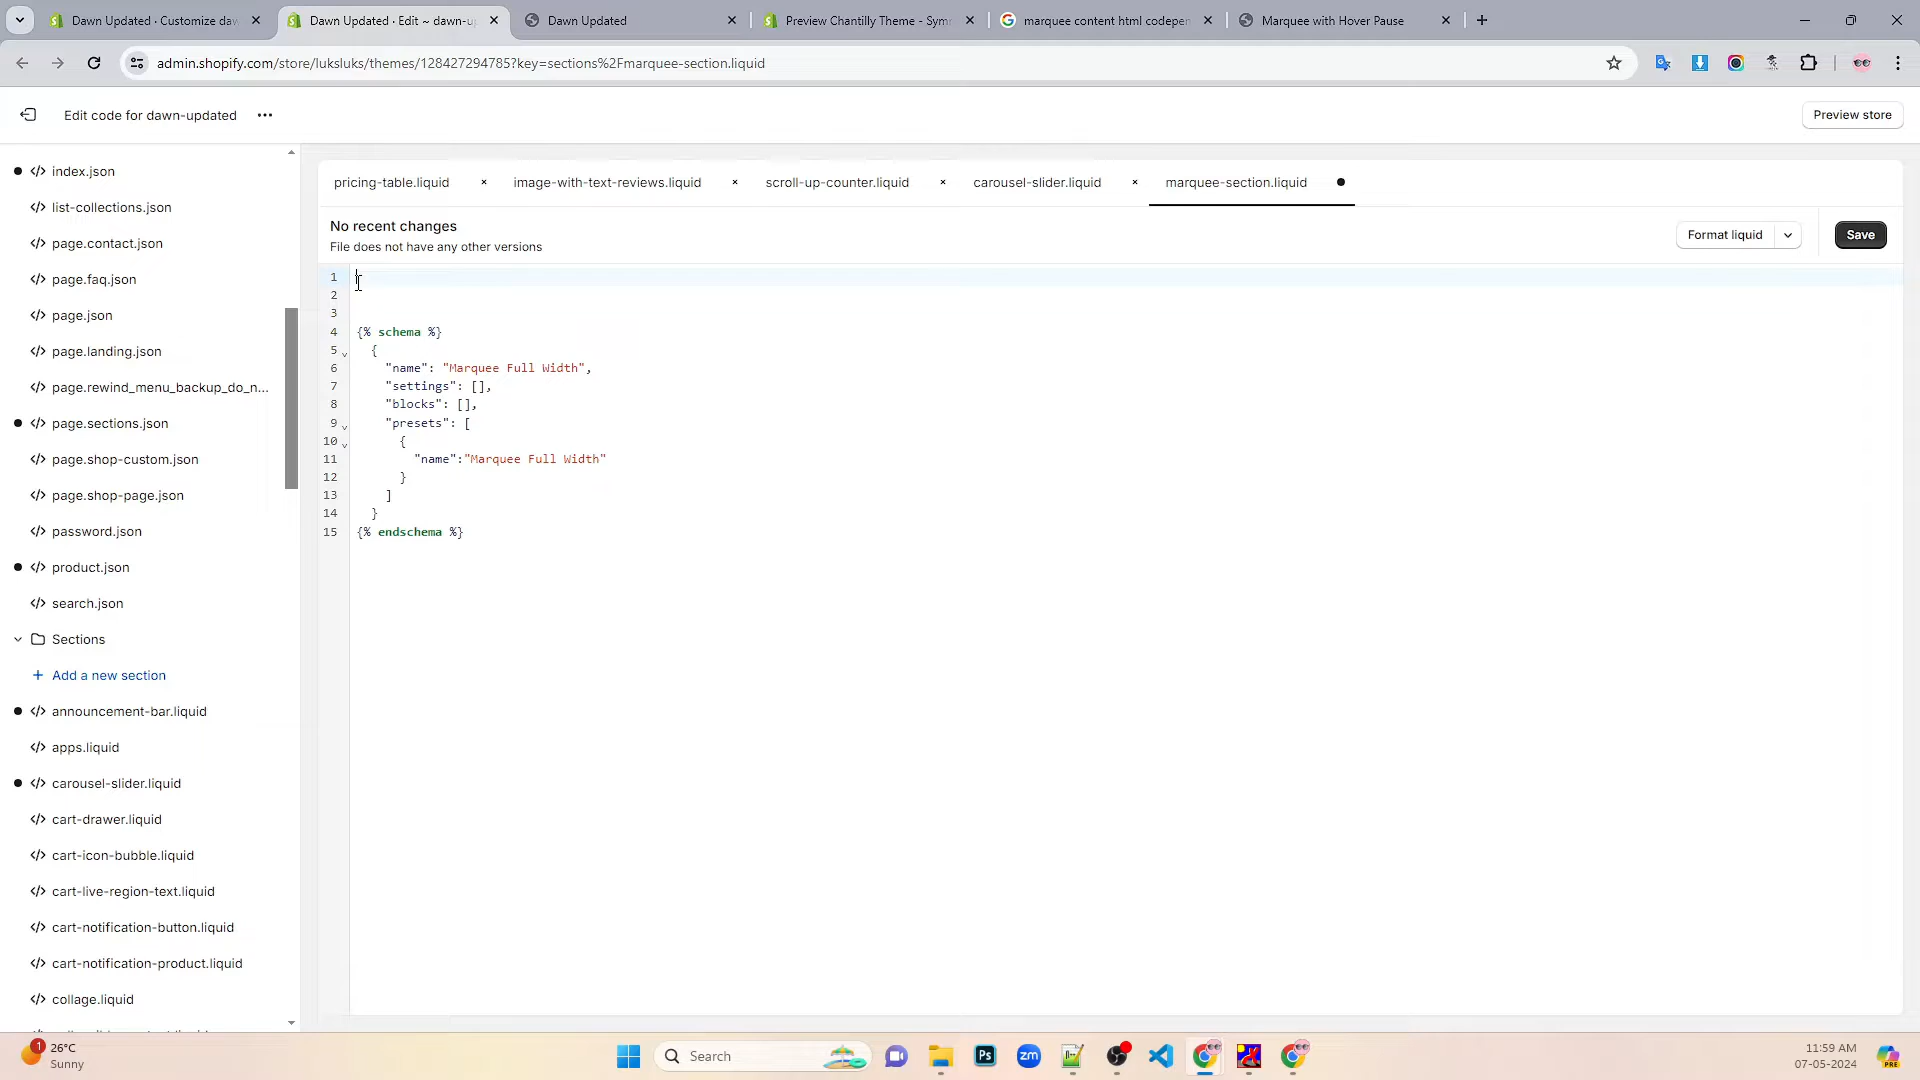 Dawn Updated · Customize daw
Dawn Updated · Edit ~ dawn-up
Dawn Updated
Preview Chantilly Theme - Symm
marquee content html codepen
Marquee with Hover Pause
admin.shopify.com/store/luksluks/themes/128427294785?key=sections%2Fmarquee-section.liquid
Edit code for dawn-updated
Preview store
index.json
list-collections.json
page.contact.json
page.faq.json
page.json
page.landing.json
page.rewind_menu_backup_do_n...
page.sections.json
page.shop-custom.json
page.shop-page.json
password.json
product.json
search.json
Sections
Add a new section
announcement-bar.liquid
apps.liquid
carousel-slider.liquid
cart-drawer.liquid
cart-icon-bubble.liquid
cart-live-region-text.liquid
cart-notification-button.liquid
cart-notification-product.liquid
collage.liquid
pricing-table.liquid
image-with-text-reviews.liquid
scroll-up-counter.liquid
carousel-slider.liquid
marquee-section.liquid
No recent changes
File does not have any other versions
Format liquid
Save
1
2
3
4 {% schema %}
5 {
6 "name": "Marquee Full Width",
7 "settings": [],
8 "blocks": [],
9 "presets": [
10 {
11 "name":"Marquee Full Width"
12 }
13 ]
14 }
15 {% endschema %}
1
26°C
Sunny
Search
Ps
zm
11:59 AM
07-05-2024
PRE